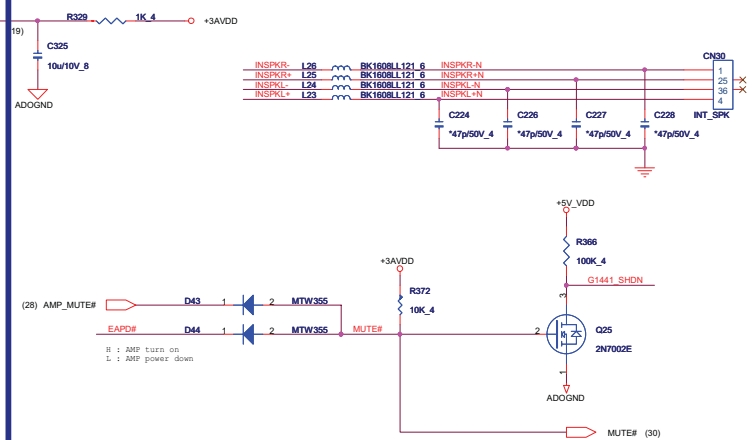 R329 1K_4 +3AVDD
19)
C325
10u/10V_8
ADOGND
CN30
INSPKR- L26 BK1608LL121_6 INSPKR-N 1
INSPKR+ L25 BK1608LL121_6 INSPKR+N 25
INSPKL- L24 BK1608LL121_6 INSPKL-N 36
INSPKL+ L23 BK1608LL121_6 INSPKL+N 4
C224 C226 C227 C228 INT_SPK
*47p/50V_4 *47p/50V_4 *47p/50V_4 *47p/50V_4
+5V_VDD
R366
100K_4
+3AVDD
G1441_SHDN
R372
10K_4
3
(28) AMP_MUTE# D43 1 2 MTW355
EAPD# D44 1 2 MTW355 MUTE# 2 Q25
2N7002E
H : AMP turn on
L : AMP power down
1
ADOGND
MUTE# (30)